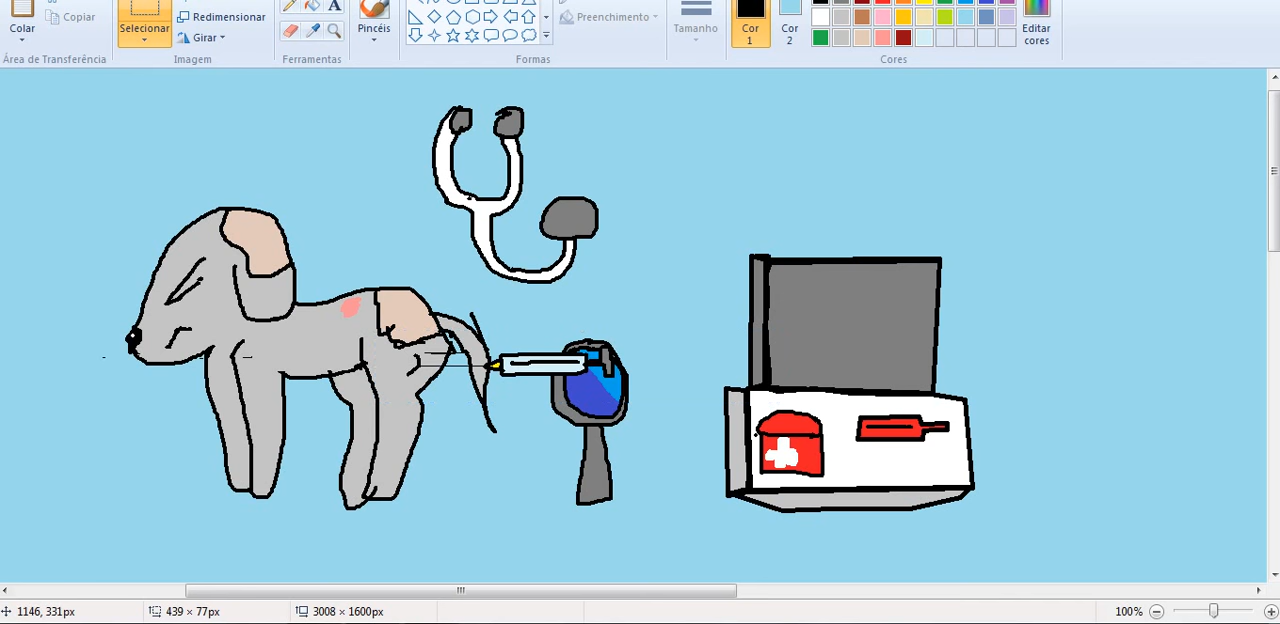 Colar
Copiar
Redimensionar
Girar
A
Pincéis
Preenchimento
Tamanho
Cor
1
Cor
2
Editar
cores
Área de Transferência
Imagem
Ferramentas
Formas
Cores
1146, 331px
439 × 77px
3008 × 1600px
100%